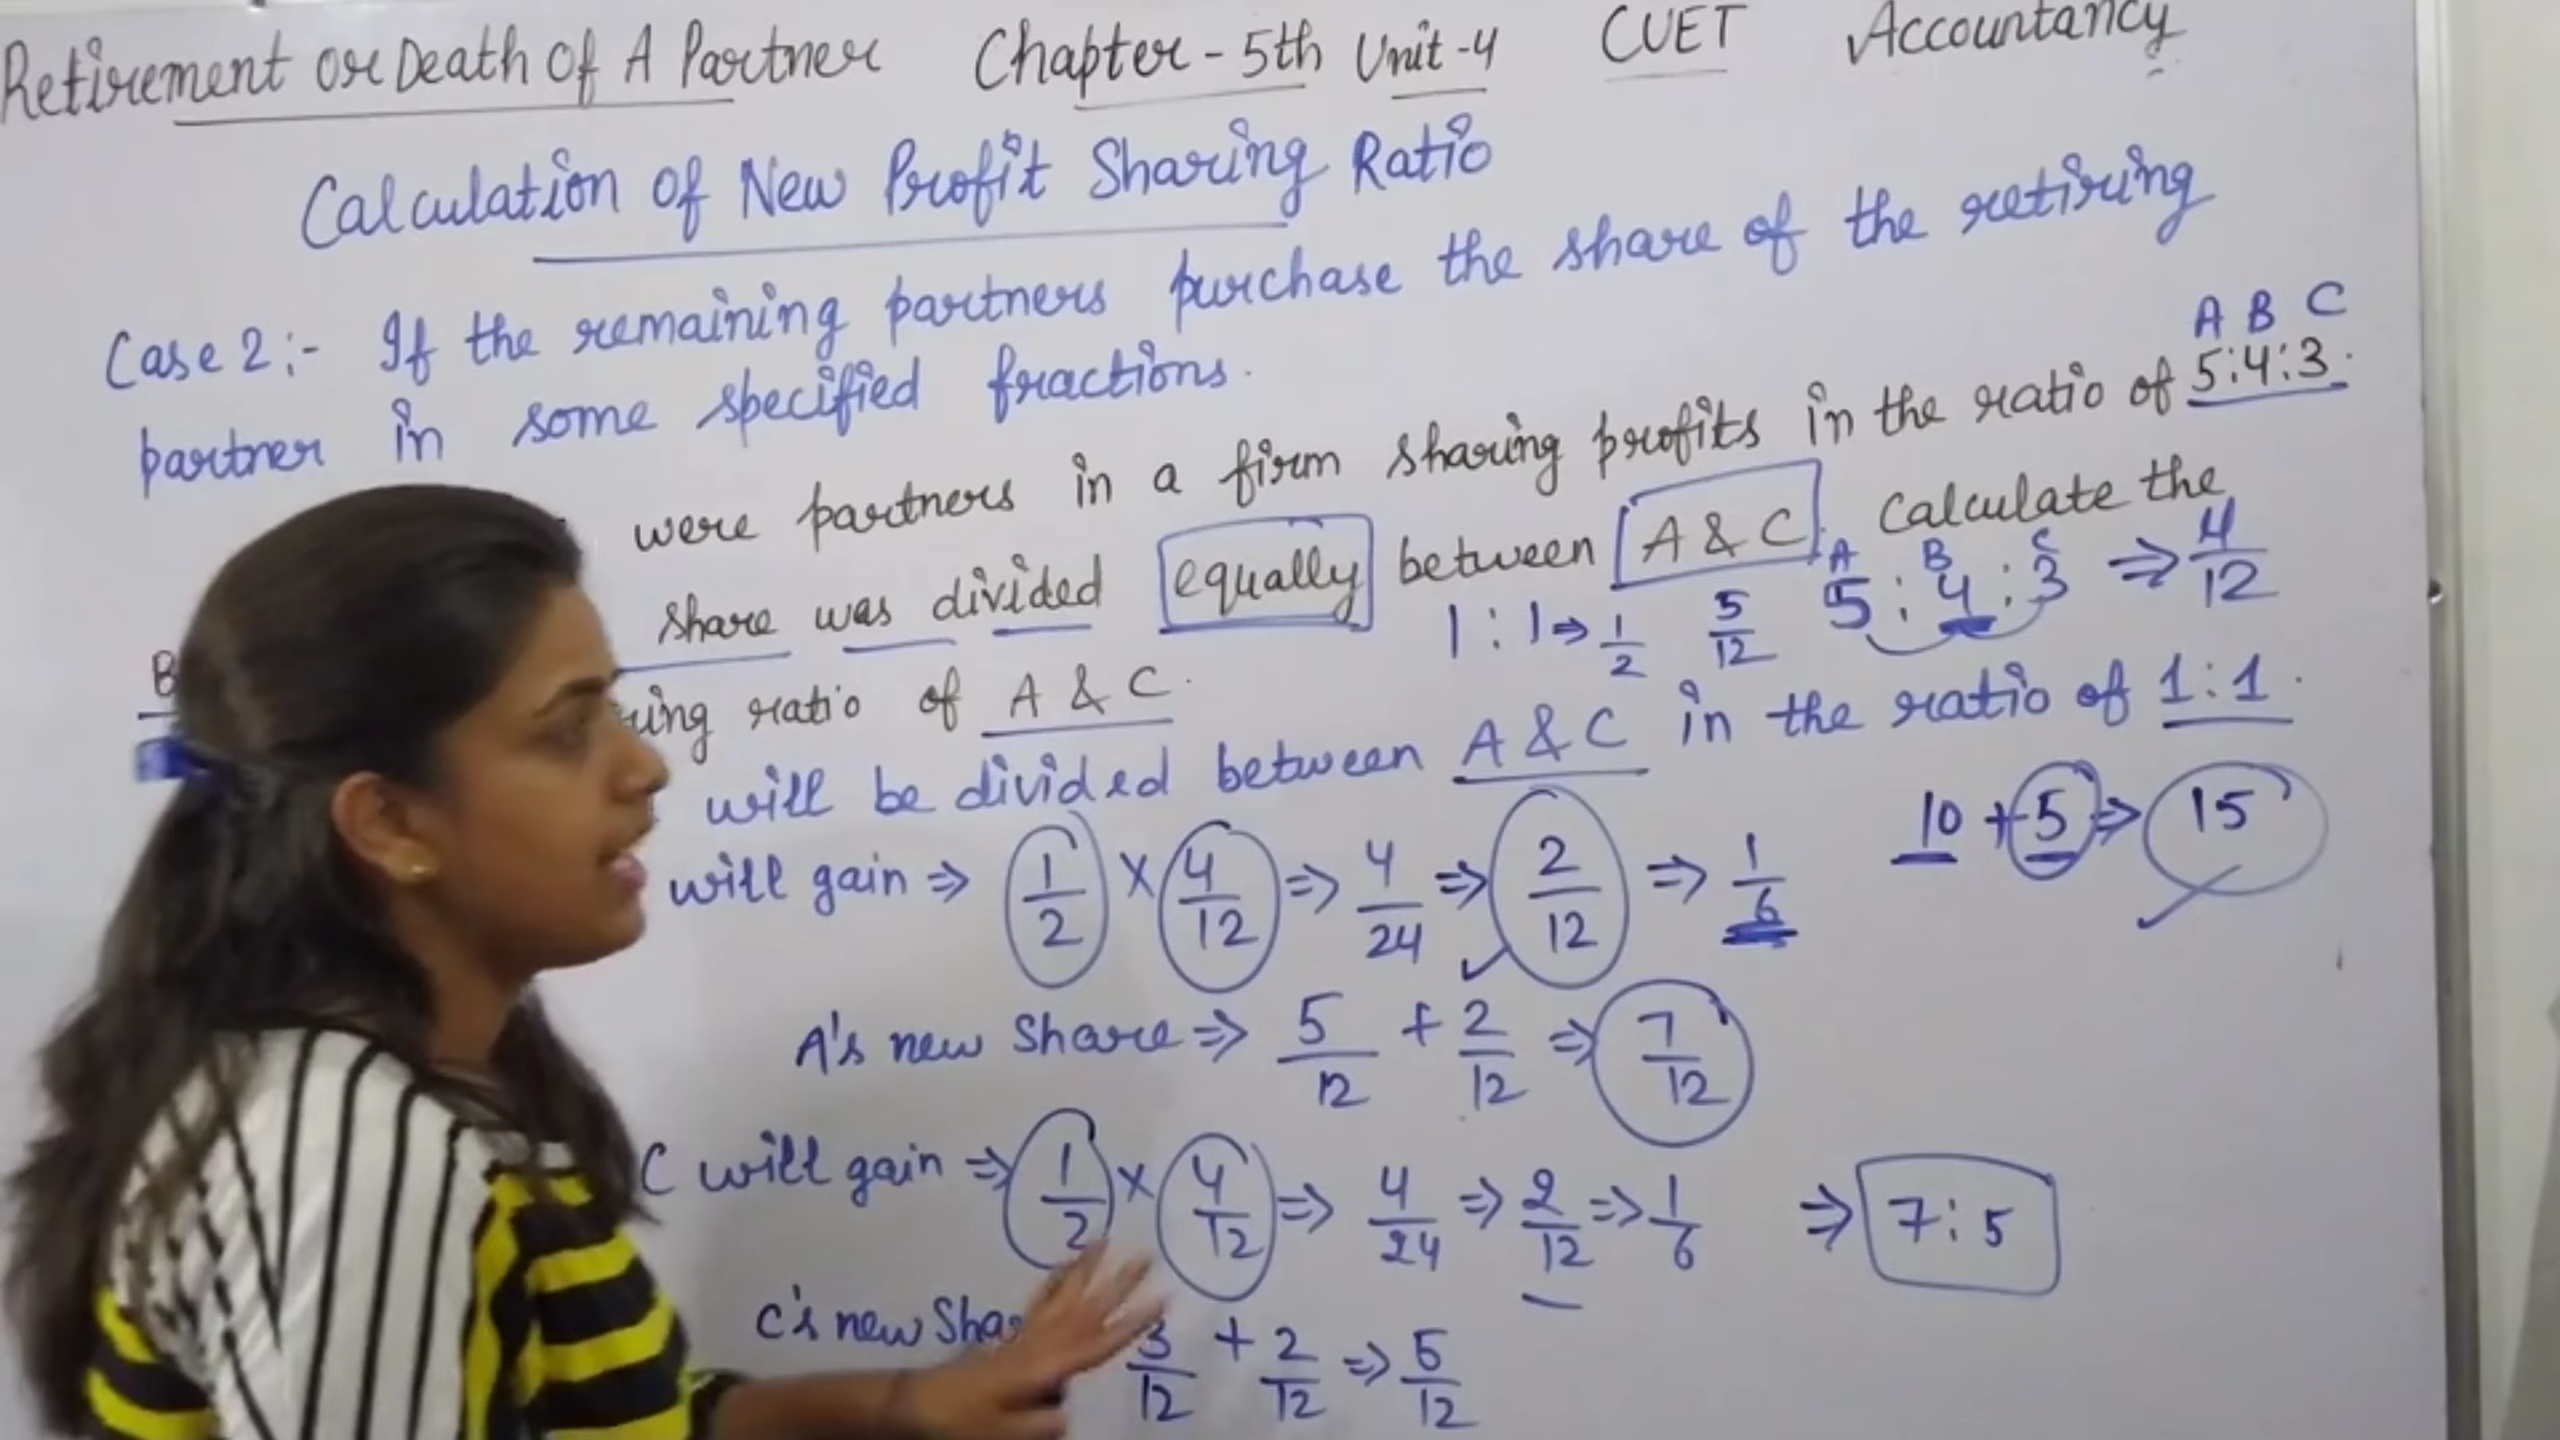 Retirement or Death Of A Partner Chapter - 5th Unit-4 CUET Accountancy
Calculation of New Profit Sharing Ratio
Case 2:- If the remaining partners purchase the share of the retiring
partner in some specified fractions.
A B C
were partners in a firm sharing profits in the ratio of 5:4:3.
share was divided equally between A & C. Calculate the
A B C
1:1 ⇒ 1/2 5/12 5:4:3 ⇒ 4/12
B
ring ratio of A & C.
will be divided between A & C in the ratio of 1:1.
10 + 5 ⇒ 15
will gain ⇒ 1/2 × 4/12 ⇒ 4/24 ⇒ 2/12 ⇒ 1/6
A's new Share ⇒ 5/12 + 2/12 ⇒ 7/12
C will gain ⇒ 1/2 × 4/12 ⇒ 4/24 ⇒ 2/12 ⇒ 1/6 ⇒ 7:5
C's new Sha 3/12 + 2/12 ⇒ 5/12